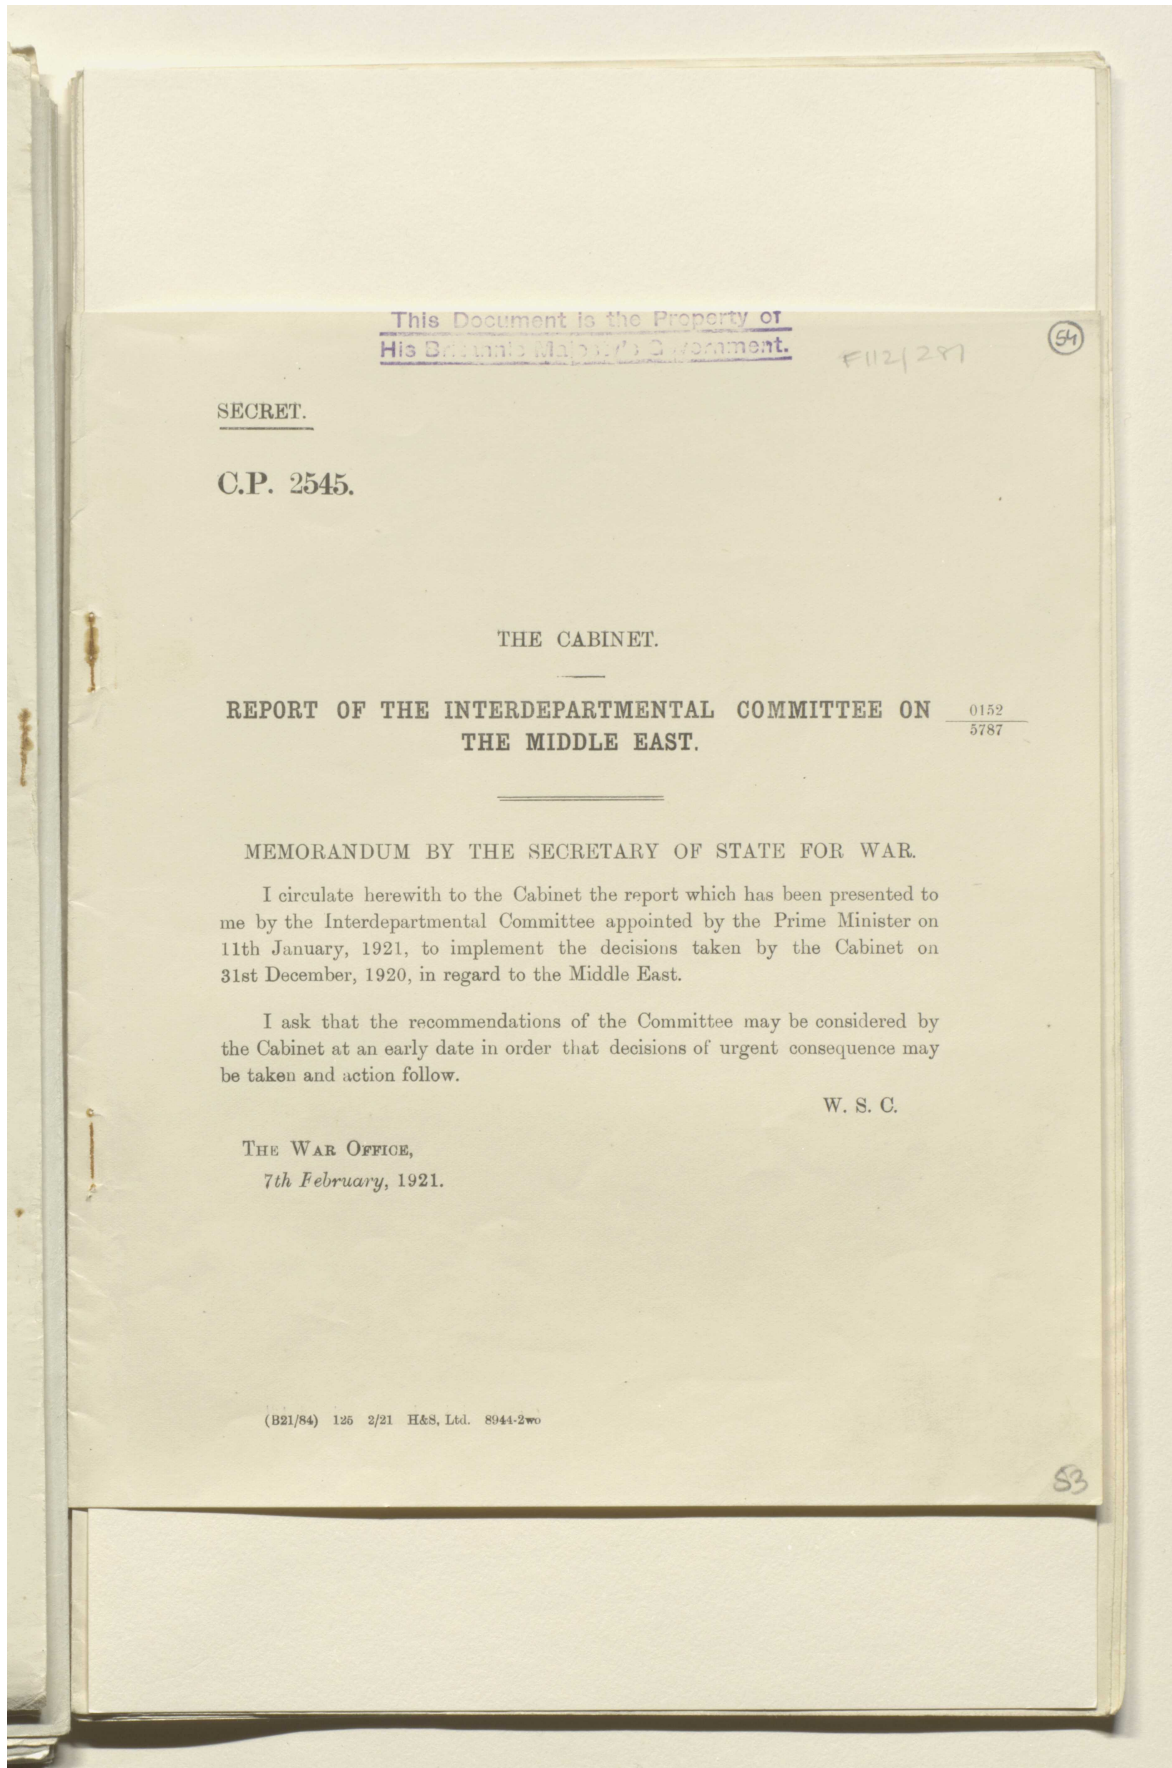 This Document is the Property of
His Britannic Majesty's Government.
F112/281
54
SECRET.
C.P. 2545.
THE CABINET.
REPORT OF THE INTERDEPARTMENTAL COMMITTEE ON
THE MIDDLE EAST.
0152
5787
MEMORANDUM BY THE SECRETARY OF STATE FOR WAR.
I circulate herewith to the Cabinet the report which has been presented to
me by the Interdepartmental Committee appointed by the Prime Minister on
11th January, 1921, to implement the decisions taken by the Cabinet on
31st December, 1920, in regard to the Middle East.
I ask that the recommendations of the Committee may be considered by
the Cabinet at an early date in order that decisions of urgent consequence may
be taken and action follow.
W. S. C.
THE WAR OFFICE,
7th February, 1921.
(B21/84) 125 2/21 H&S, Ltd. 8944-2wo
53